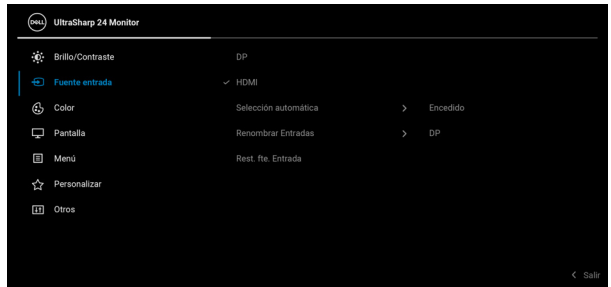 DELL UltraSharp 24 Monitor
Brillo/Contraste DP
Fuente entrada HDMI
Color Selección automática Encedido
Pantalla Renombrar Entradas DP
Menú Rest. fte. Entrada
Personalizar
Otros
Salir